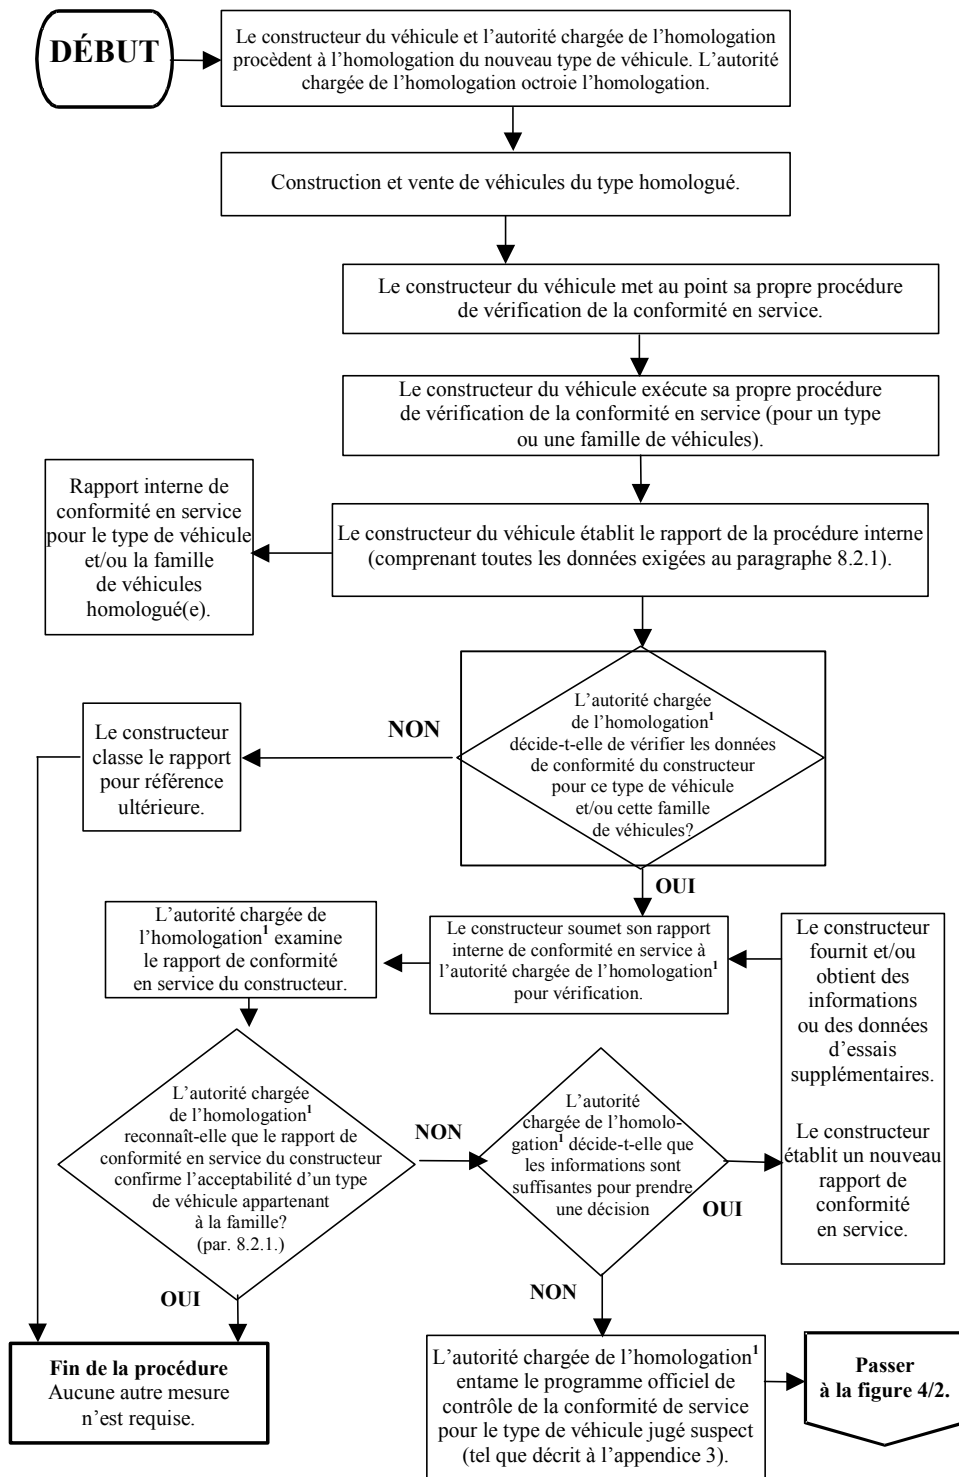 DÉBUT
Le constructeur du véhicule et l'autorité chargée de l'homologation
procèdent à l'homologation du nouveau type de véhicule. L'autorité
chargée de l'homologation octroie l'homologation.
Construction et vente de véhicules du type homologué.
Le constructeur du véhicule met au point sa propre procédure
de vérification de la conformité en service.
Le constructeur du véhicule exécute sa propre procédure
de vérification de la conformité en service (pour un type
ou une famille de véhicules).
Rapport interne de
conformité en service
pour le type de véhicule
et/ou la famille
de véhicules
homologué(e).
Le constructeur du véhicule établit le rapport de la procédure interne
(comprenant toutes les données exigées au paragraphe 8.2.1).
L'autorité chargée
de l'homologation¹
décide-t-elle de vérifier les données
de conformité du constructeur
pour ce type de véhicule
et/ou cette famille
de véhicules?
NON
Le constructeur
classe le rapport
pour référence
ultérieure.
OUI
L'autorité chargée de
l'homologation¹ examine
le rapport de conformité
en service du constructeur.
Le constructeur soumet son rapport
interne de conformité en service à
l'autorité chargée de l'homologation¹
pour vérification.
Le constructeur
fournit et/ou
obtient des
informations
ou des données
d'essais
supplémentaires.
Le constructeur
établit un nouveau
rapport de
conformité
en service.
L'autorité chargée
de l'homologation¹
reconnaît-elle que le rapport de
conformité en service du constructeur
confirme l'acceptabilité d'un type
de véhicule appartenant
à la famille?
(par. 8.2.1.)
NON
L'autorité
chargée de l'homolo-
gation¹ décide-t-elle que
les informations sont
suffisantes pour prendre
une décision
OUI
OUI
NON
Fin de la procédure
Aucune autre mesure
n'est requise.
L'autorité chargée de l'homologation¹
entame le programme officiel de
contrôle de la conformité de service
pour le type de véhicule jugé suspect
(tel que décrit à l'appendice 3).
Passer
à la figure 4/2.